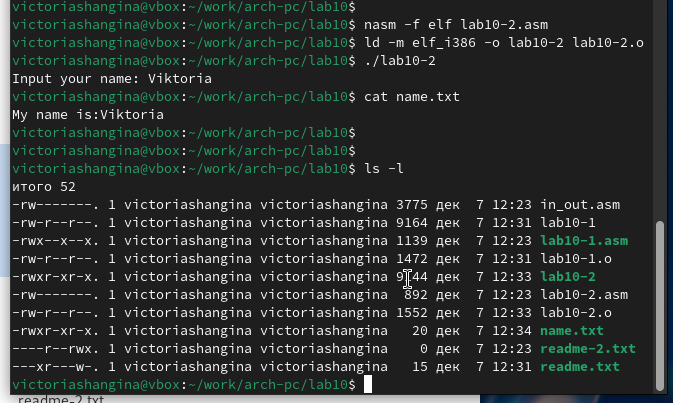 victoriashangina@vbox:~/work/arch-pc/lab10$
victoriashangina@vbox:~/work/arch-pc/lab10$ nasm -f elf lab10-2.asm
victoriashangina@vbox:~/work/arch-pc/lab10$ ld -m elf_i386 -o lab10-2 lab10-2.o
victoriashangina@vbox:~/work/arch-pc/lab10$ ./lab10-2
Input your name: Viktoria
victoriashangina@vbox:~/work/arch-pc/lab10$ cat name.txt
My name is:Viktoria
victoriashangina@vbox:~/work/arch-pc/lab10$
victoriashangina@vbox:~/work/arch-pc/lab10$
victoriashangina@vbox:~/work/arch-pc/lab10$ ls -l
итого 52
-rw-------. 1 victoriashangina victoriashangina 3775 дек  7 12:23 in_out.asm
-rw-r--r--. 1 victoriashangina victoriashangina 9164 дек  7 12:31 lab10-1
-rwx--x--x. 1 victoriashangina victoriashangina 1139 дек  7 12:23 lab10-1.asm
-rw-r--r--. 1 victoriashangina victoriashangina 1472 дек  7 12:31 lab10-1.o
-rwxr-xr-x. 1 victoriashangina victoriashangina дек  7 12:33 lab10-2
-rw-------. 1 victoriashangina victoriashangina  892 дек  7 12:23 lab10-2.asm
-rw-r--r--. 1 victoriashangina victoriashangina 1552 дек  7 12:33 lab10-2.o
-rwxr-xr-x. 1 victoriashangina victoriashangina   20 дек  7 12:34 name.txt
----r--rwx. 1 victoriashangina victoriashangina    0 дек  7 12:23 readme-2.txt
---xr---w-. 1 victoriashangina victoriashangina   15 дек  7 12:31 readme.txt
victoriashangina@vbox:~/work/arch-pc/lab10$
readme-2.txt